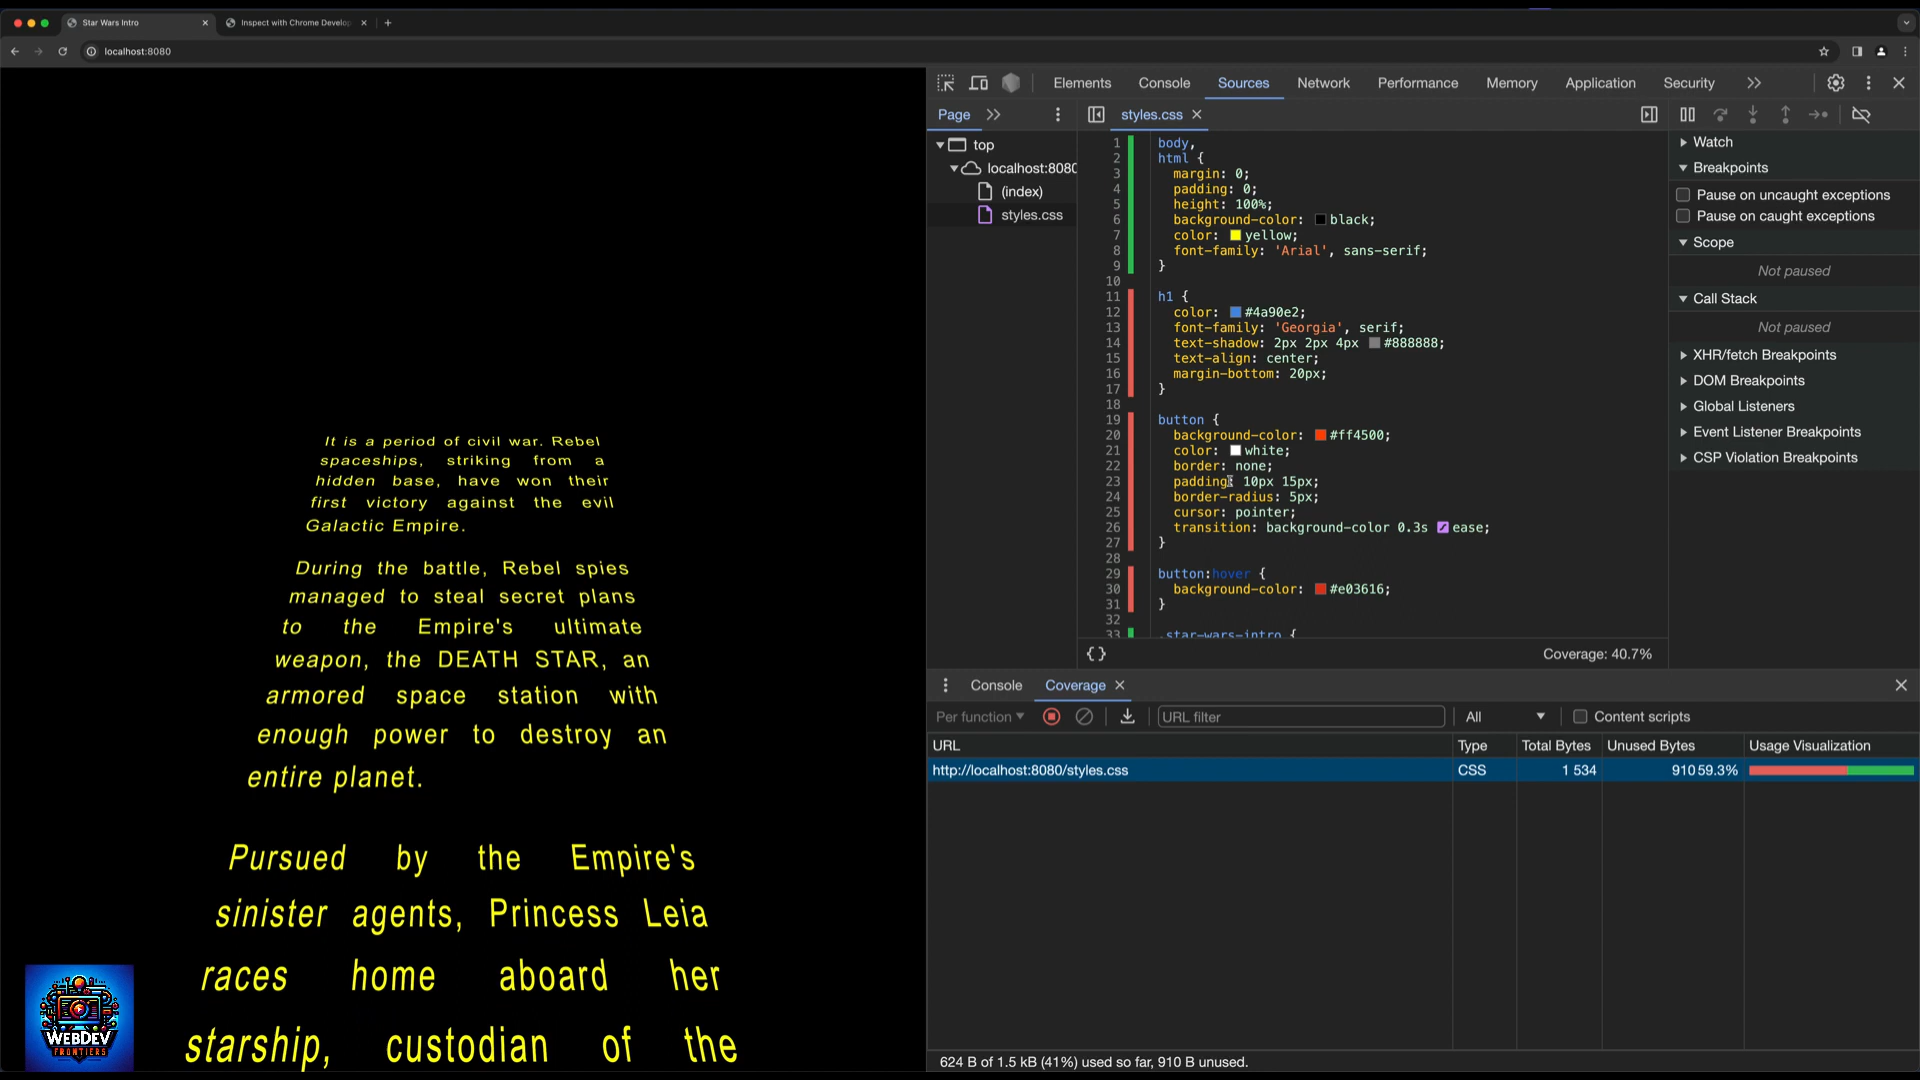 Star Wars Intro
Inspect with Chrome Develop
localhost:8080
It is a period of civil war. Rebel
spaceships, striking from a
hidden base, have won their
first victory against the evil
Galactic Empire.
During the battle, Rebel spies
managed to steal secret plans
to the Empire's ultimate
weapon, the DEATH STAR, an
armored space station with
enough power to destroy an
entire planet.
Pursued by the Empire's
sinister agents, Princess Leia
races home aboard her
starship, custodian of the
WEBDEV
FRONTIERS
Elements Console Sources Network Performance Memory Application Security
Page
styles.css
top
localhost:8080
(index)
styles.css
1 body,
2 html {
3 margin: 0;
4 padding: 0;
5 height: 100%;
6 background-color: black;
7 color: yellow;
8 font-family: 'Arial', sans-serif;
9 }
10
11 h1 {
12 color: #4a90e2;
13 font-family: 'Georgia', serif;
14 text-shadow: 2px 2px 4px #888888;
15 text-align: center;
16 margin-bottom: 20px;
17 }
18
19 button {
20 background-color: #ff4500;
21 color: white;
22 border: none;
23 padding: 10px 15px;
24 border-radius: 5px;
25 cursor: pointer;
26 transition: background-color 0.3s ease;
27 }
28
29 button:hover {
30 background-color: #e03616;
31 }
32
33 .star-wars-intro {
{ } Coverage: 40.7%
Watch
Breakpoints
Pause on uncaught exceptions
Pause on caught exceptions
Scope
Not paused
Call Stack
Not paused
XHR/fetch Breakpoints
DOM Breakpoints
Global Listeners
Event Listener Breakpoints
CSP Violation Breakpoints
Console Coverage
Per function URL filter All Content scripts
URL Type Total Bytes Unused Bytes Usage Visualization
http://localhost:8080/styles.css CSS 1 534 910 59.3%
624 B of 1.5 kB (41%) used so far, 910 B unused.